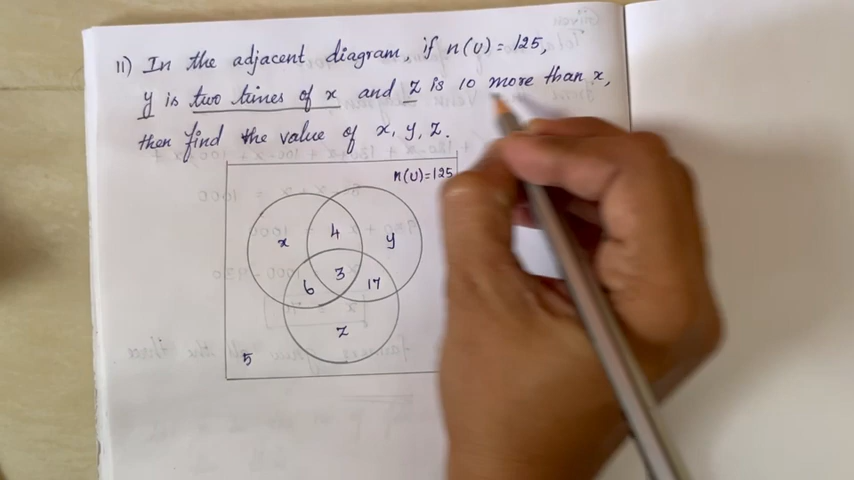 11) In the adjacent diagram, if n(U) = 125,
y is two times of x and z is 10 more than x,
then find the value of x, y, z.
n(U)=125
x 4 y
6 3 17
z
5